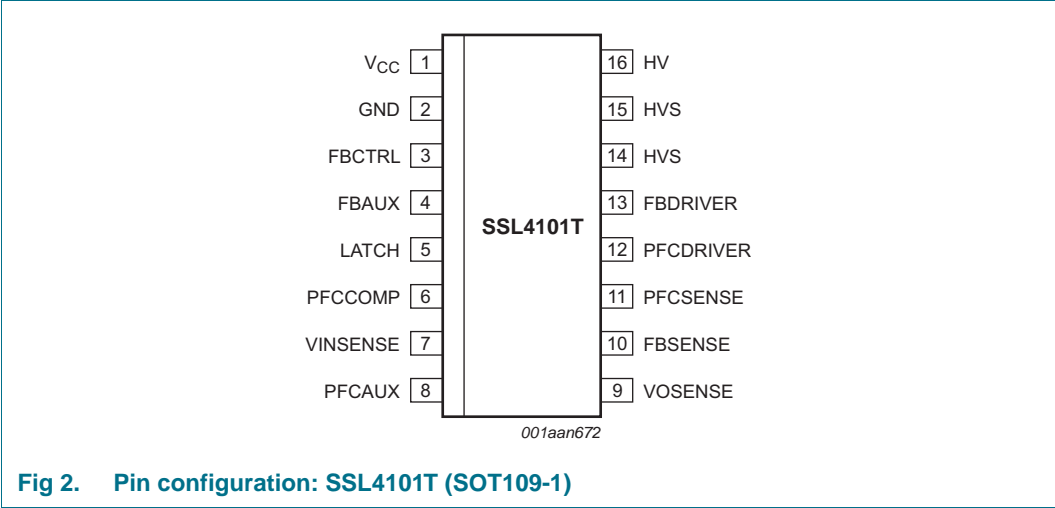 VCC 1
GND 2
FBCTRL 3
FBAUX 4
LATCH 5
PFCCOMP 6
VINSENSE 7
PFCAUX 8
SSL4101T
16 HV
15 HVS
14 HVS
13 FBDRIVER
12 PFCDRIVER
11 PFCSENSE
10 FBSENSE
9 VOSENSE
001aan672
Fig 2. Pin configuration: SSL4101T (SOT109-1)